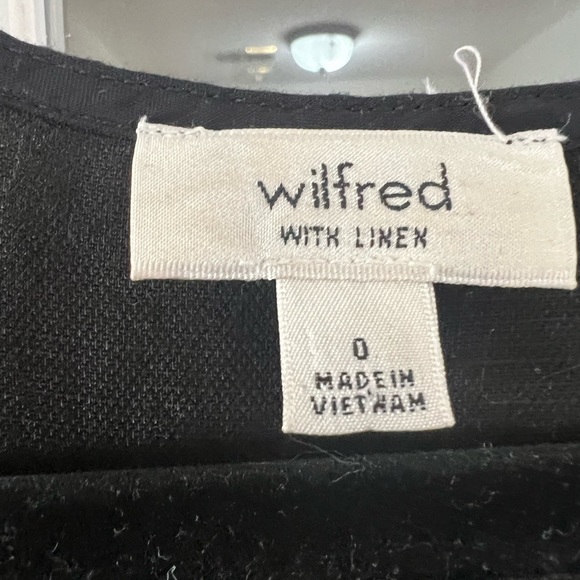 wilfred
WITH LINEN
0
MADE IN
VIETNAM